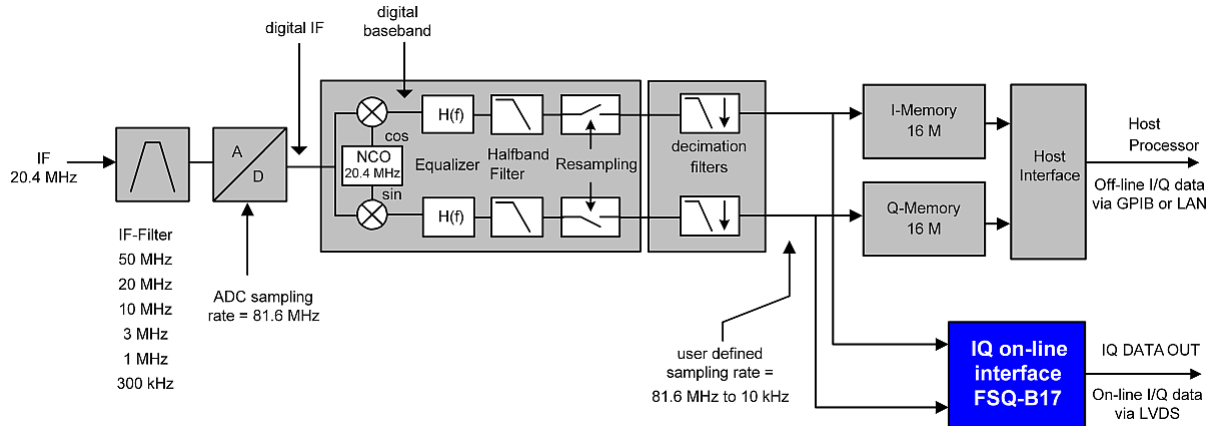 digital IF
digital
baseband
IF
20.4 MHz
A
D
IF-Filter
50 MHz
20 MHz
10 MHz
3 MHz
1 MHz
300 kHz
ADC sampling
rate = 81.6 MHz
cos
NCO
20.4 MHz
sin
H(f)
Equalizer
H(f)
Halfband
Filter
Resampling
decimation
filters
user defined
sampling rate =
81.6 MHz to 10 kHz
I-Memory
16 M
Q-Memory
16 M
Host
Interface
Host
Processor
Off-line I/Q data
via GPIB or LAN
IQ on-line
interface
FSQ-B17
IQ DATA OUT
On-line I/Q data
via LVDS